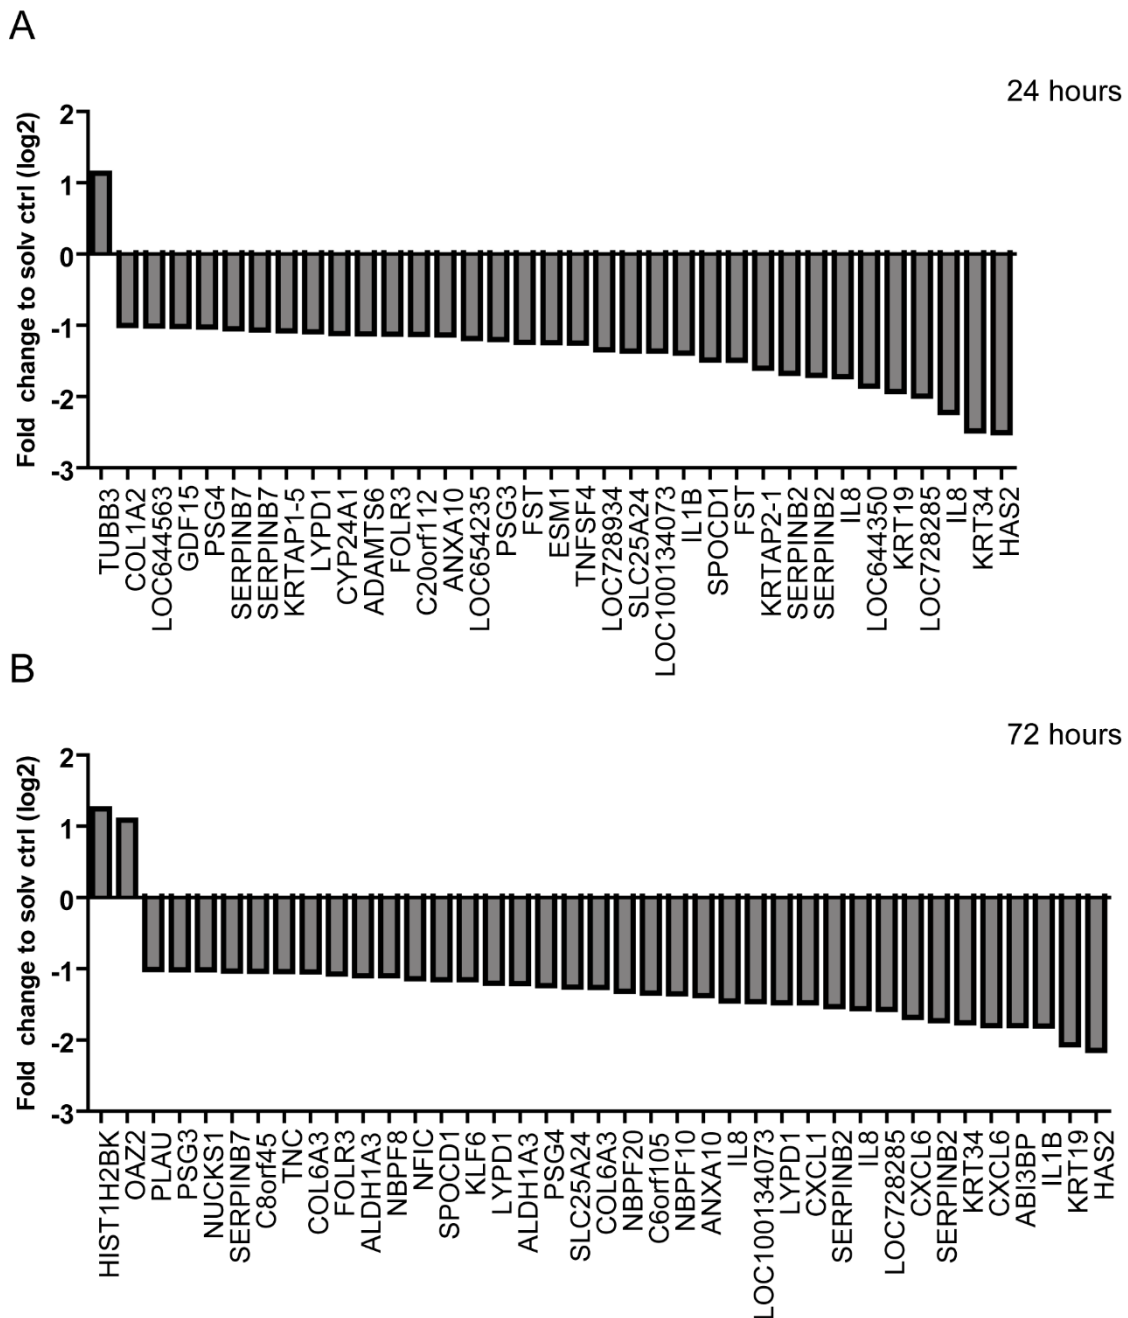 A
24 hours
Fold change to solv ctrl (log2)
2
1
0
-1
-2
-3
TUBB3
COL1A2
LOC644563
GDF15
PSG4
SERPINB7
SERPINB7
KRTAP1-5
LYPD1
CYP24A1
ADAMTS6
FOLR3
C20orf112
ANXA10
LOC654235
PSG3
FST
ESM1
TNFSF4
LOC728934
SLC25A24
LOC100134073
IL1B
SPOCD1
FST
KRTAP2-1
SERPINB2
SERPINB2
IL8
LOC644350
KRT19
LOC728285
IL8
KRT34
HAS2
B
72 hours
Fold change to solv ctrl (log2)
2
1
0
-1
-2
-3
HIST1H2BK
OAZ2
PLAU
PSG3
NUCKS1
SERPINB7
C8orf45
TNC
COL6A3
FOLR3
ALDH1A3
NBPF8
NFIC
SPOCD1
KLF6
LYPD1
ALDH1A3
PSG4
SLC25A24
COL6A3
NBPF20
C6orf105
NBPF10
ANXA10
IL8
LOC100134073
LYPD1
CXCL1
SERPINB2
IL8
LOC728285
CXCL6
SERPINB2
KRT34
CXCL6
ABI3BP
IL1B
KRT19
HAS2